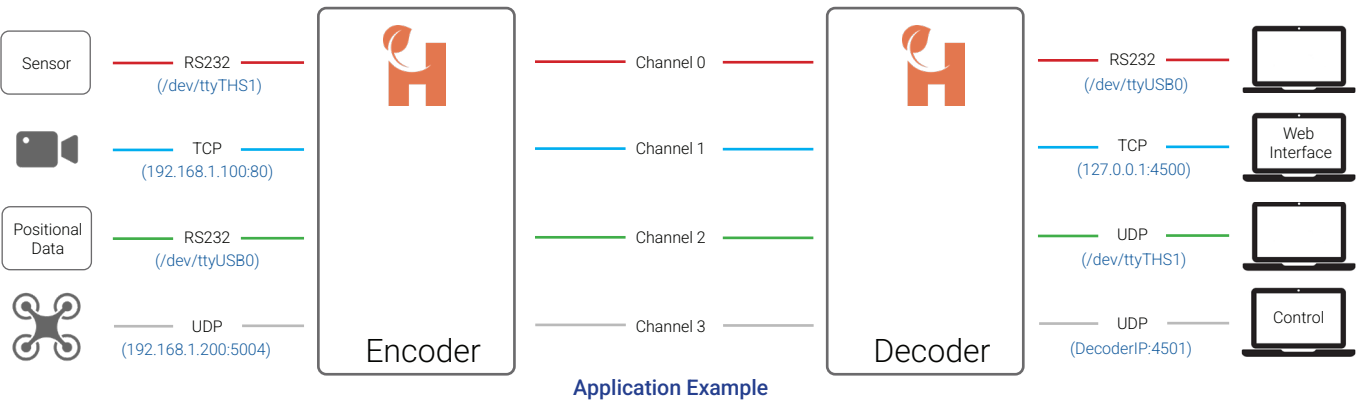 Sensor
RS232
(/dev/ttyTHS1)
Channel 0
RS232
(/dev/ttyUSB0)
TCP
(192.168.1.100:80)
Channel 1
TCP
(127.0.0.1:4500)
Web
Interface
Positional
Data
RS232
(/dev/ttyUSB0)
Channel 2
UDP
(/dev/ttyTHS1)
UDP
(192.168.1.200:5004)
Channel 3
UDP
(DecoderIP:4501)
Control
H
Encoder
H
Decoder
Application Example